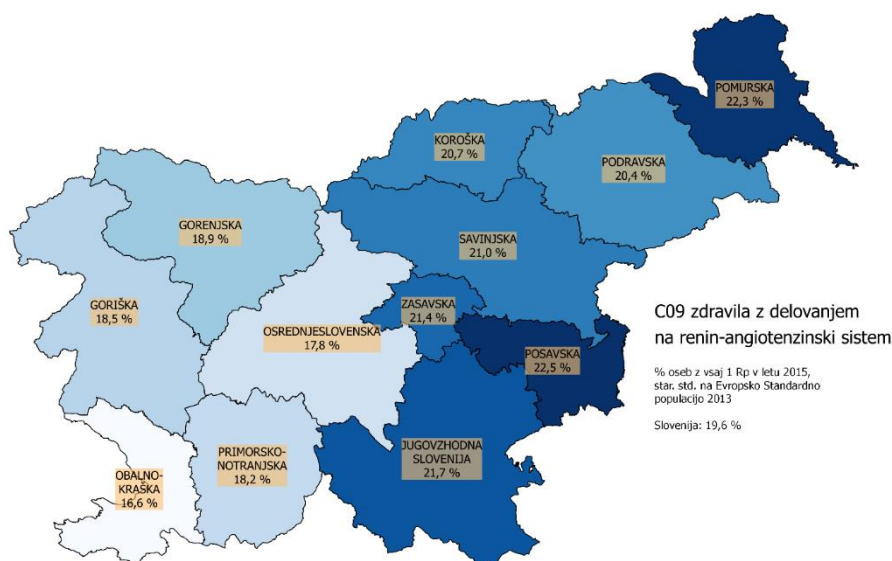 POMURSKA
22,3 %
KOROŠKA
20,7 %
PODRAVSKA
20,4 %
GORENJSKA
18,9 %
SAVINJSKA
21,0 %
GORIŠKA
18,5 %
ZASAVSKA
21,4 %
OSREDNJESLOVENSKA
17,8 %
POSAVSKA
22,5 %
JUGOVZHODNA
SLOVENIJA
21,7 %
PRIMORSKO-
NOTRANJSKA
18,2 %
OBALNO-
KRAŠKA
16,6 %
C09 zdravila z delovanjem
na renin-angiotenzinski sistem
% oseb z vsaj 1 Rp v letu 2015,
star. std. na Evropsko Standardno
populacijo 2013
Slovenija: 19,6 %